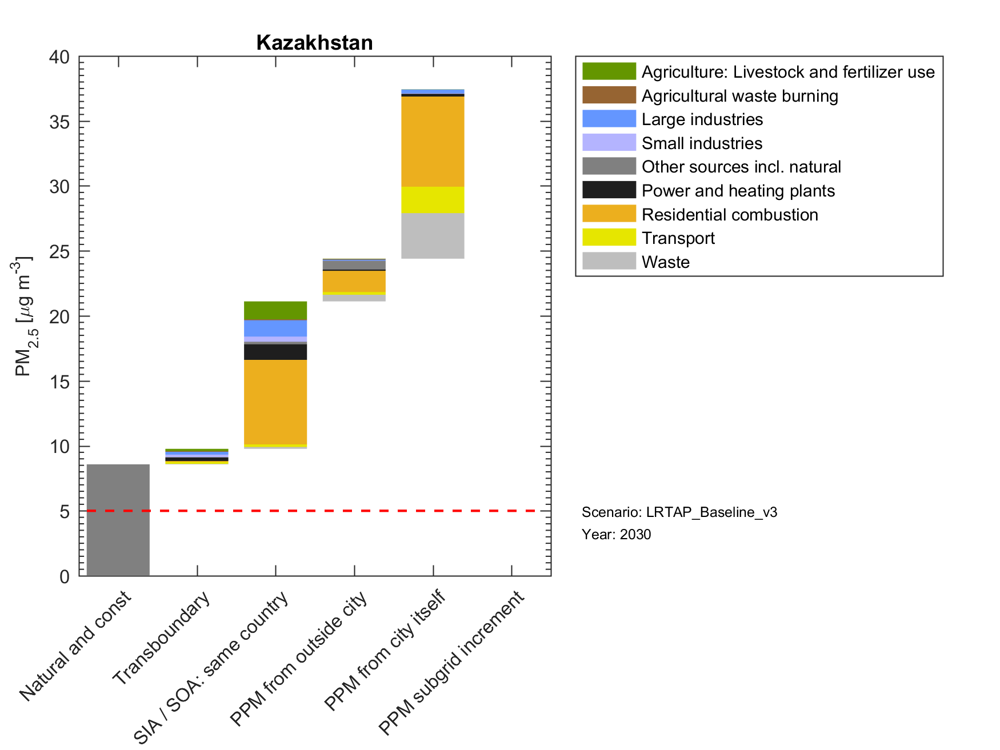 Kazakhstan
40
35
30
25
20
15
10
5
0
PM2.5 [μg m-3]
Natural and const
Transboundary
SIA / SOA: same country
PPM from outside city
PPM from city itself
PPM subgrid increment
Agriculture: Livestock and fertilizer use
Agricultural waste burning
Large industries
Small industries
Other sources incl. natural
Power and heating plants
Residential combustion
Transport
Waste
Scenario: LRTAP_Baseline_v3
Year: 2030